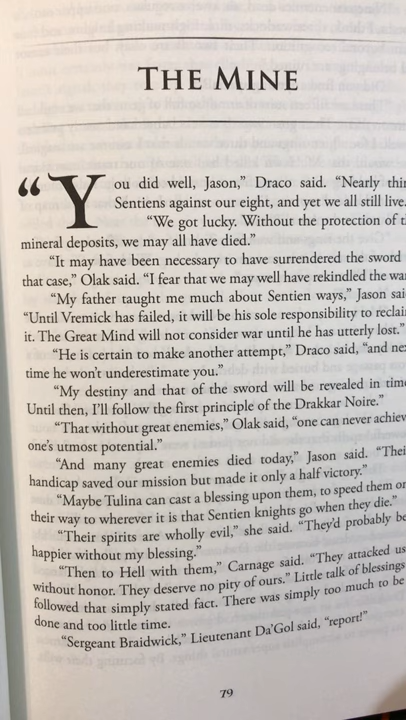 THE MINE
“You did well, Jason,” Draco said. “Nearly
Sentiens against our eight, and yet we all still live.
“We got lucky. Without the protection of
mineral deposits, we may all have died.”
“It may have been necessary to have surrendered the sword
that case,” Olak said. “I fear that we may well have rekindled the
“My father taught me much about Sentien ways,” Jason
“Until Vremick has failed, it will be his sole responsibility to
it. The Great Mind will not consider war until he has utterly lost.”
“He is certain to make another attempt,” Draco said, “and
time he won’t underestimate you.”
“My destiny and that of the sword will be revealed in
Until then, I’ll follow the first principle of the Drakkar Noire.”
“That without great enemies,” Olak said, “one can never
one’s utmost potential.”
“And many great enemies died today,” Jason said.
handicap saved our mission but made it only a half victory.”
“Maybe Tulina can cast a blessing upon them, to speed them on
their way to wherever it is that Sentien knights go when they die.”
“Their spirits are wholly evil,” she said. “They’d probably be
happier without my blessing.”
“Then to Hell with them,” Carnage said. “They attacked us
without honor. They deserve no pity of ours.” Little talk of blessings
followed that simply stated fact. There was simply too much to be
done and too little time.
“Sergeant Braidwick,” Lieutenant Da’Gol said, “report!”
79